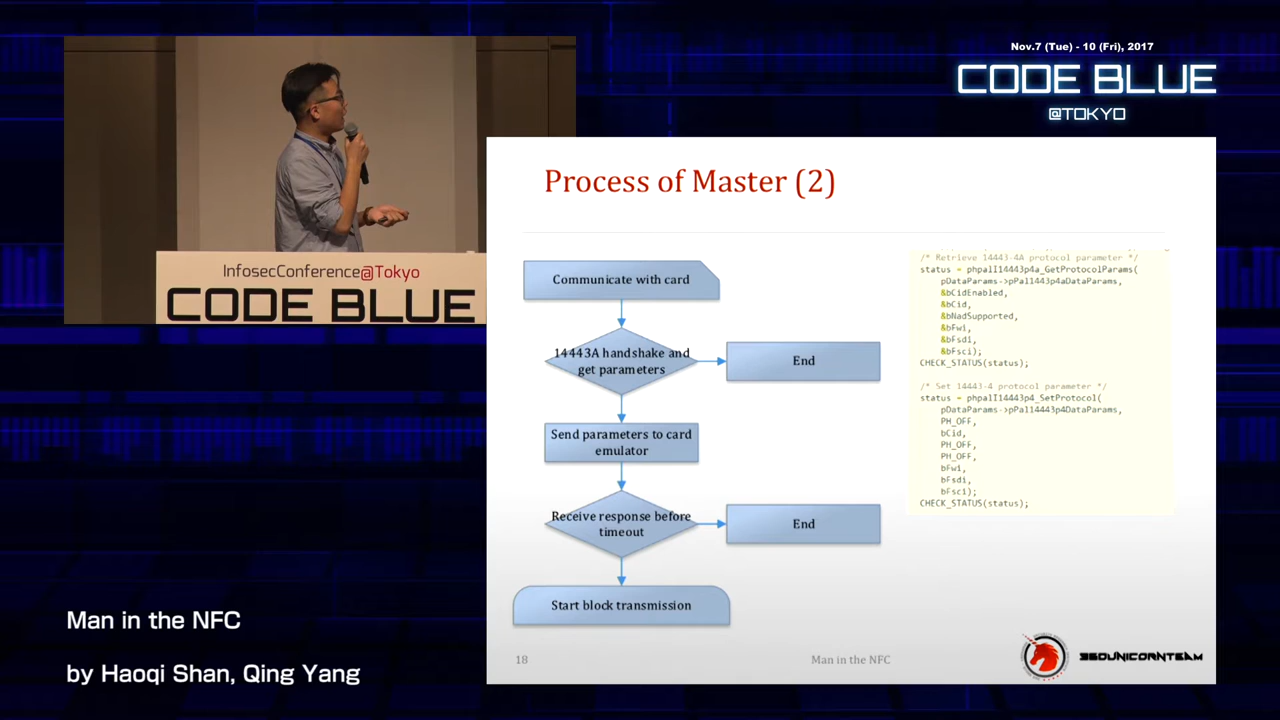 Nov.7 (Tue) - 10 (Fri), 2017
CODE BLUE
@TOKYO
InfosecConference@Tokyo
CODE BLUE
Process of Master (2)
Communicate with card
14443A handshake and
get parameters
End
Send parameters to card
emulator
Receive response before
timeout
End
Start block transmission
/* Retrieve 14443-4A protocol parameter */
status = phpalI14443p4a_GetProtocolParams(
pDataParams->pPal1443p4aDataParams,
&bCidEnabled,
&bCid,
&bNadSupported,
&bFwi,
&bFsdi,
&bFsci);
CHECK_STATUS(status);
/* Set 14443-4 protocol parameter */
status = phpalI14443p4_SetProtocol(
pDataParams->pPal14443p4DataParams,
PH_OFF,
bCid,
PH_OFF,
PH_OFF,
bFwi,
bFsdi,
bFsci);
CHECK_STATUS(status);
18
Man in the NFC
360UNICORNTEAM
Man in the NFC
by Haoqi Shan, Qing Yang